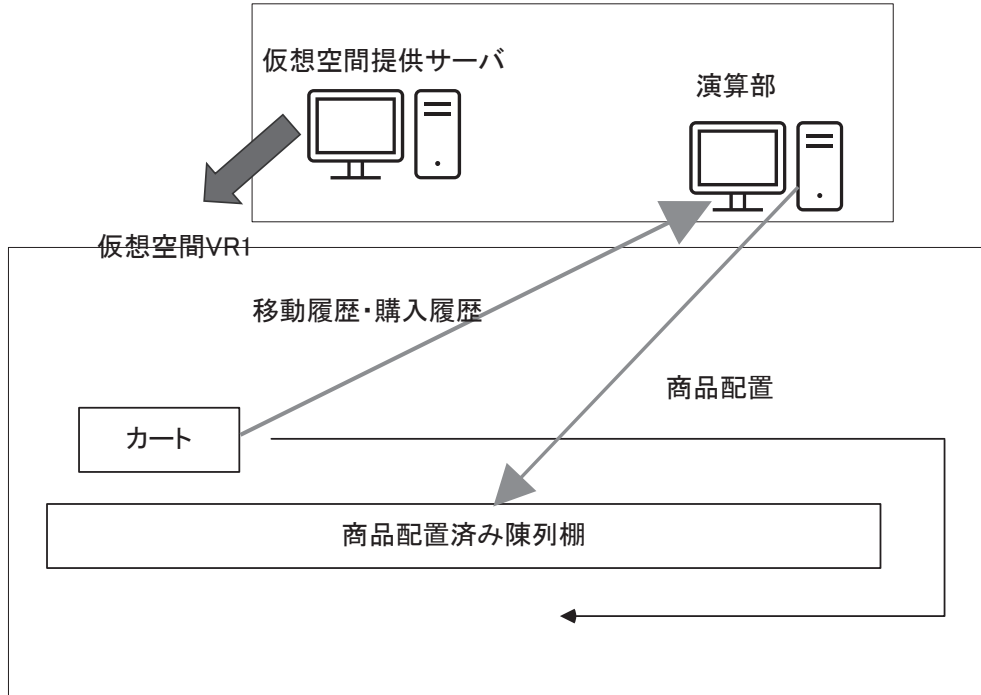 仮想空間提供サーバ
演算部
仮想空間VR1
移動履歴・購入履歴
商品配置
カート
商品配置済み陳列棚